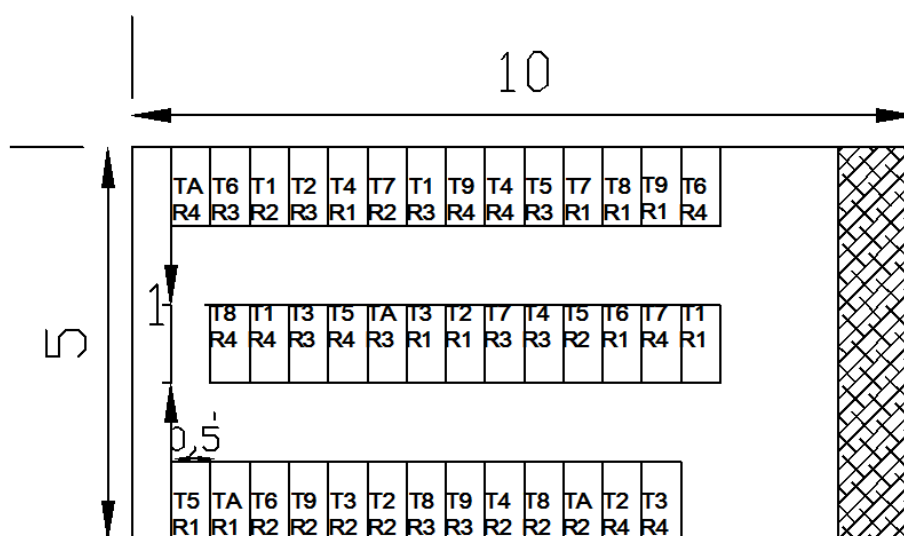 10
TA T6 T1 T2 T4 T7 T1 T9 T4 T5 T7 T8 T9 T6
R4 R3 R2 R3 R1 R2 R3 R4 R4 R3 R1 R1 R1 R4
1
5
T8 T1 T3 T5 TA T3 T2 T7 T4 T5 T6 T7 T1
R4 R4 R3 R4 R3 R1 R1 R3 R3 R2 R1 R4 R1
0,5
T5 TA T6 T9 T3 T2 T8 T9 T4 T8 TA T2 T3
R1 R1 R2 R2 R2 R2 R3 R3 R2 R2 R2 R4 R4